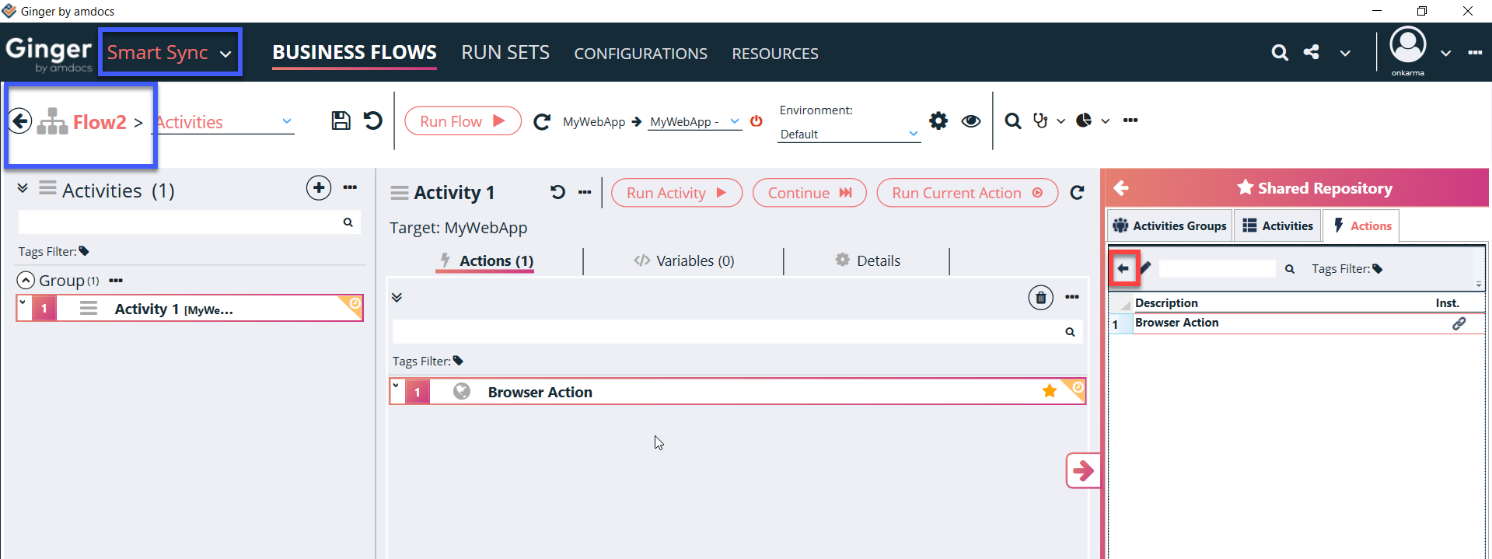 Ginger by amdocs
Ginger by amdocs Smart Sync BUSINESS FLOWS RUN SETS CONFIGURATIONS RESOURCES
onkarma
Flow2 > Activities Run Flow MyWebApp MyWebApp - Environment:
Default
Activities (1)
Tags Filter:
Group (1)
1 Activity 1 [MyWe...
Activity 1 Run Activity Continue Run Current Action
Target: MyWebApp
Actions (1) Variables (0) Details
Tags Filter:
1 Browser Action
Shared Repository
Activities Groups Activities Actions
Tags Filter:
Description Inst.
1 Browser Action